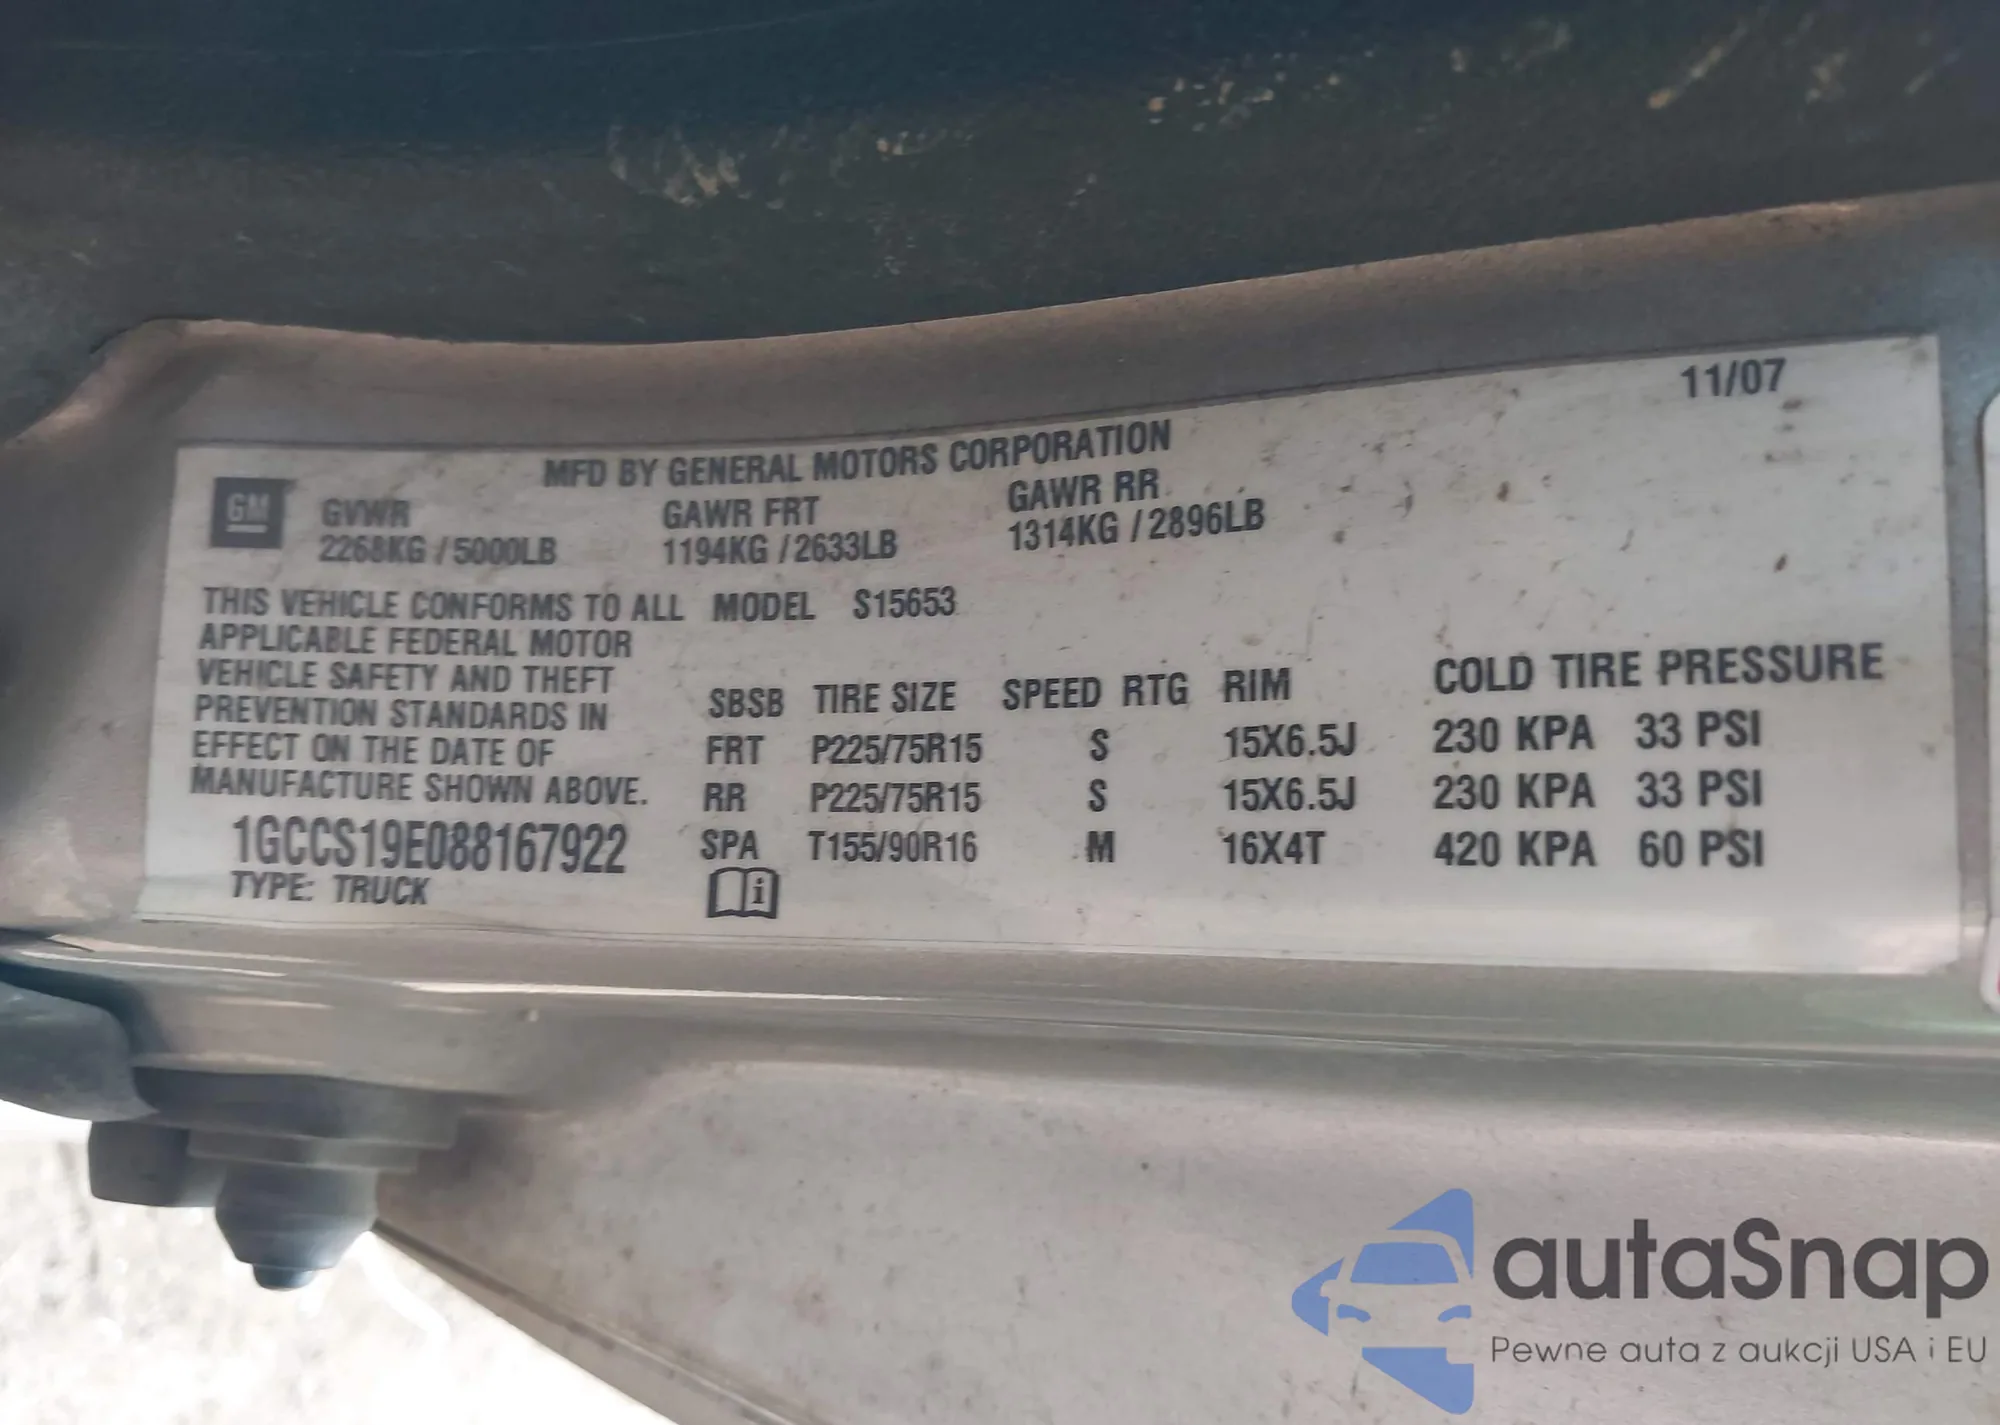 11/07
MFD BY GENERAL MOTORS CORPORATION
GM
GVWR GAWR FRT GAWR RR
2268KG / 5000LB 1194KG / 2633LB 1314KG / 2896LB
THIS VEHICLE CONFORMS TO ALL MODEL S15653
APPLICABLE FEDERAL MOTOR
VEHICLE SAFETY AND THEFT
PREVENTION STANDARDS IN
EFFECT ON THE DATE OF
MANUFACTURE SHOWN ABOVE.
1GCCS19E088167922
TYPE: TRUCK
SBSB TIRE SIZE SPEED RTG RIM COLD TIRE PRESSURE
FRT P225/75R15 S 15X6.5J 230 KPA 33 PSI
RR P225/75R15 S 15X6.5J 230 KPA 33 PSI
SPA T155/90R16 M 16X4T 420 KPA 60 PSI
i
autaSnap
Pewne auta z aukcji USA i EU